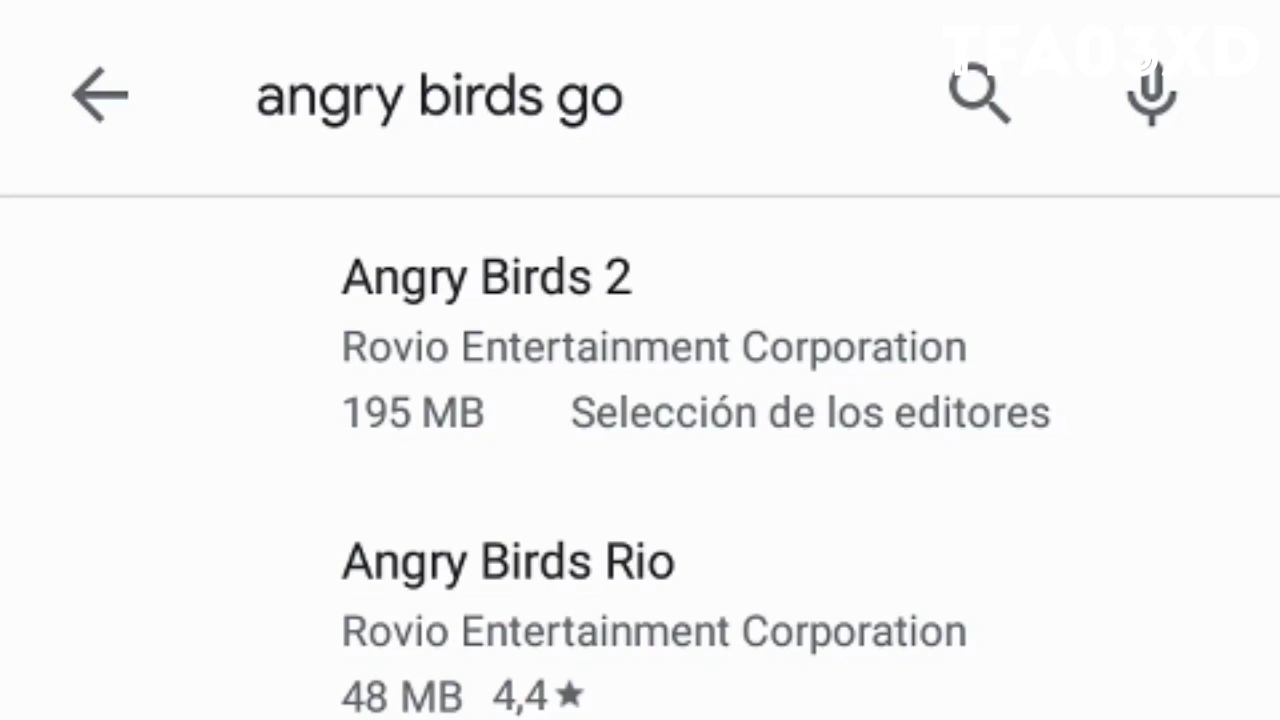 TFA03XD
angry birds go
Angry Birds 2
Rovio Entertainment Corporation
195 MB Selección de los editores
Angry Birds Rio
Rovio Entertainment Corporation
48 MB 4,4★